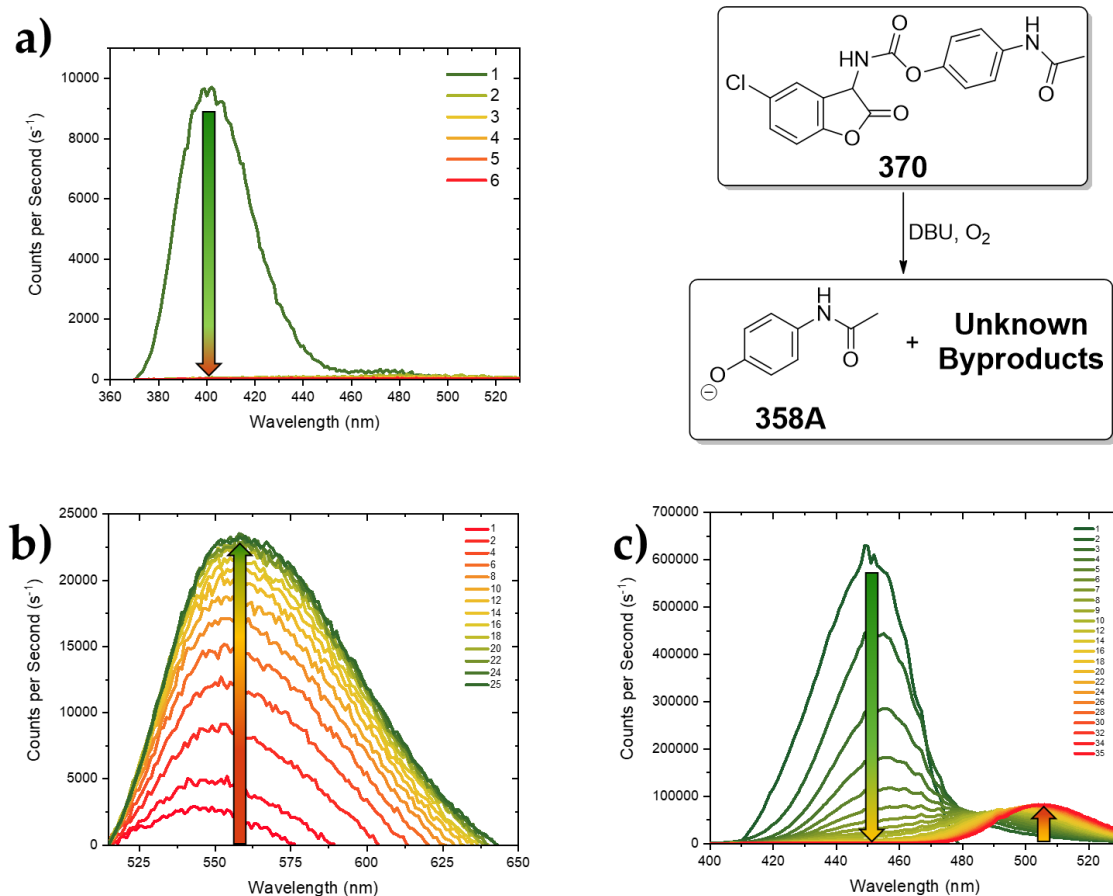 a)
Counts per Second (s⁻¹)
10000
8000
6000
4000
2000
0
360 380 400 420 440 460 480 500 520
Wavelength (nm)
1
2
3
4
5
6
Cl
H
N
O
O
O
O
H
N
O
370
DBU, O₂
H
N
O
O
⊖
358A
+
Unknown
Byproducts
b)
Counts per Second (s⁻¹)
25000
20000
15000
10000
5000
0
525 550 575 600 625 650
Wavelength (nm)
1
2
4
6
8
10
12
14
16
18
20
22
24
25
c)
Counts per Second (s⁻¹)
700000
600000
500000
400000
300000
200000
100000
0
400 420 440 460 480 500 520
Wavelength (nm)
1
2
3
4
5
6
7
8
9
10
12
14
16
18
20
22
24
26
28
30
32
34
35